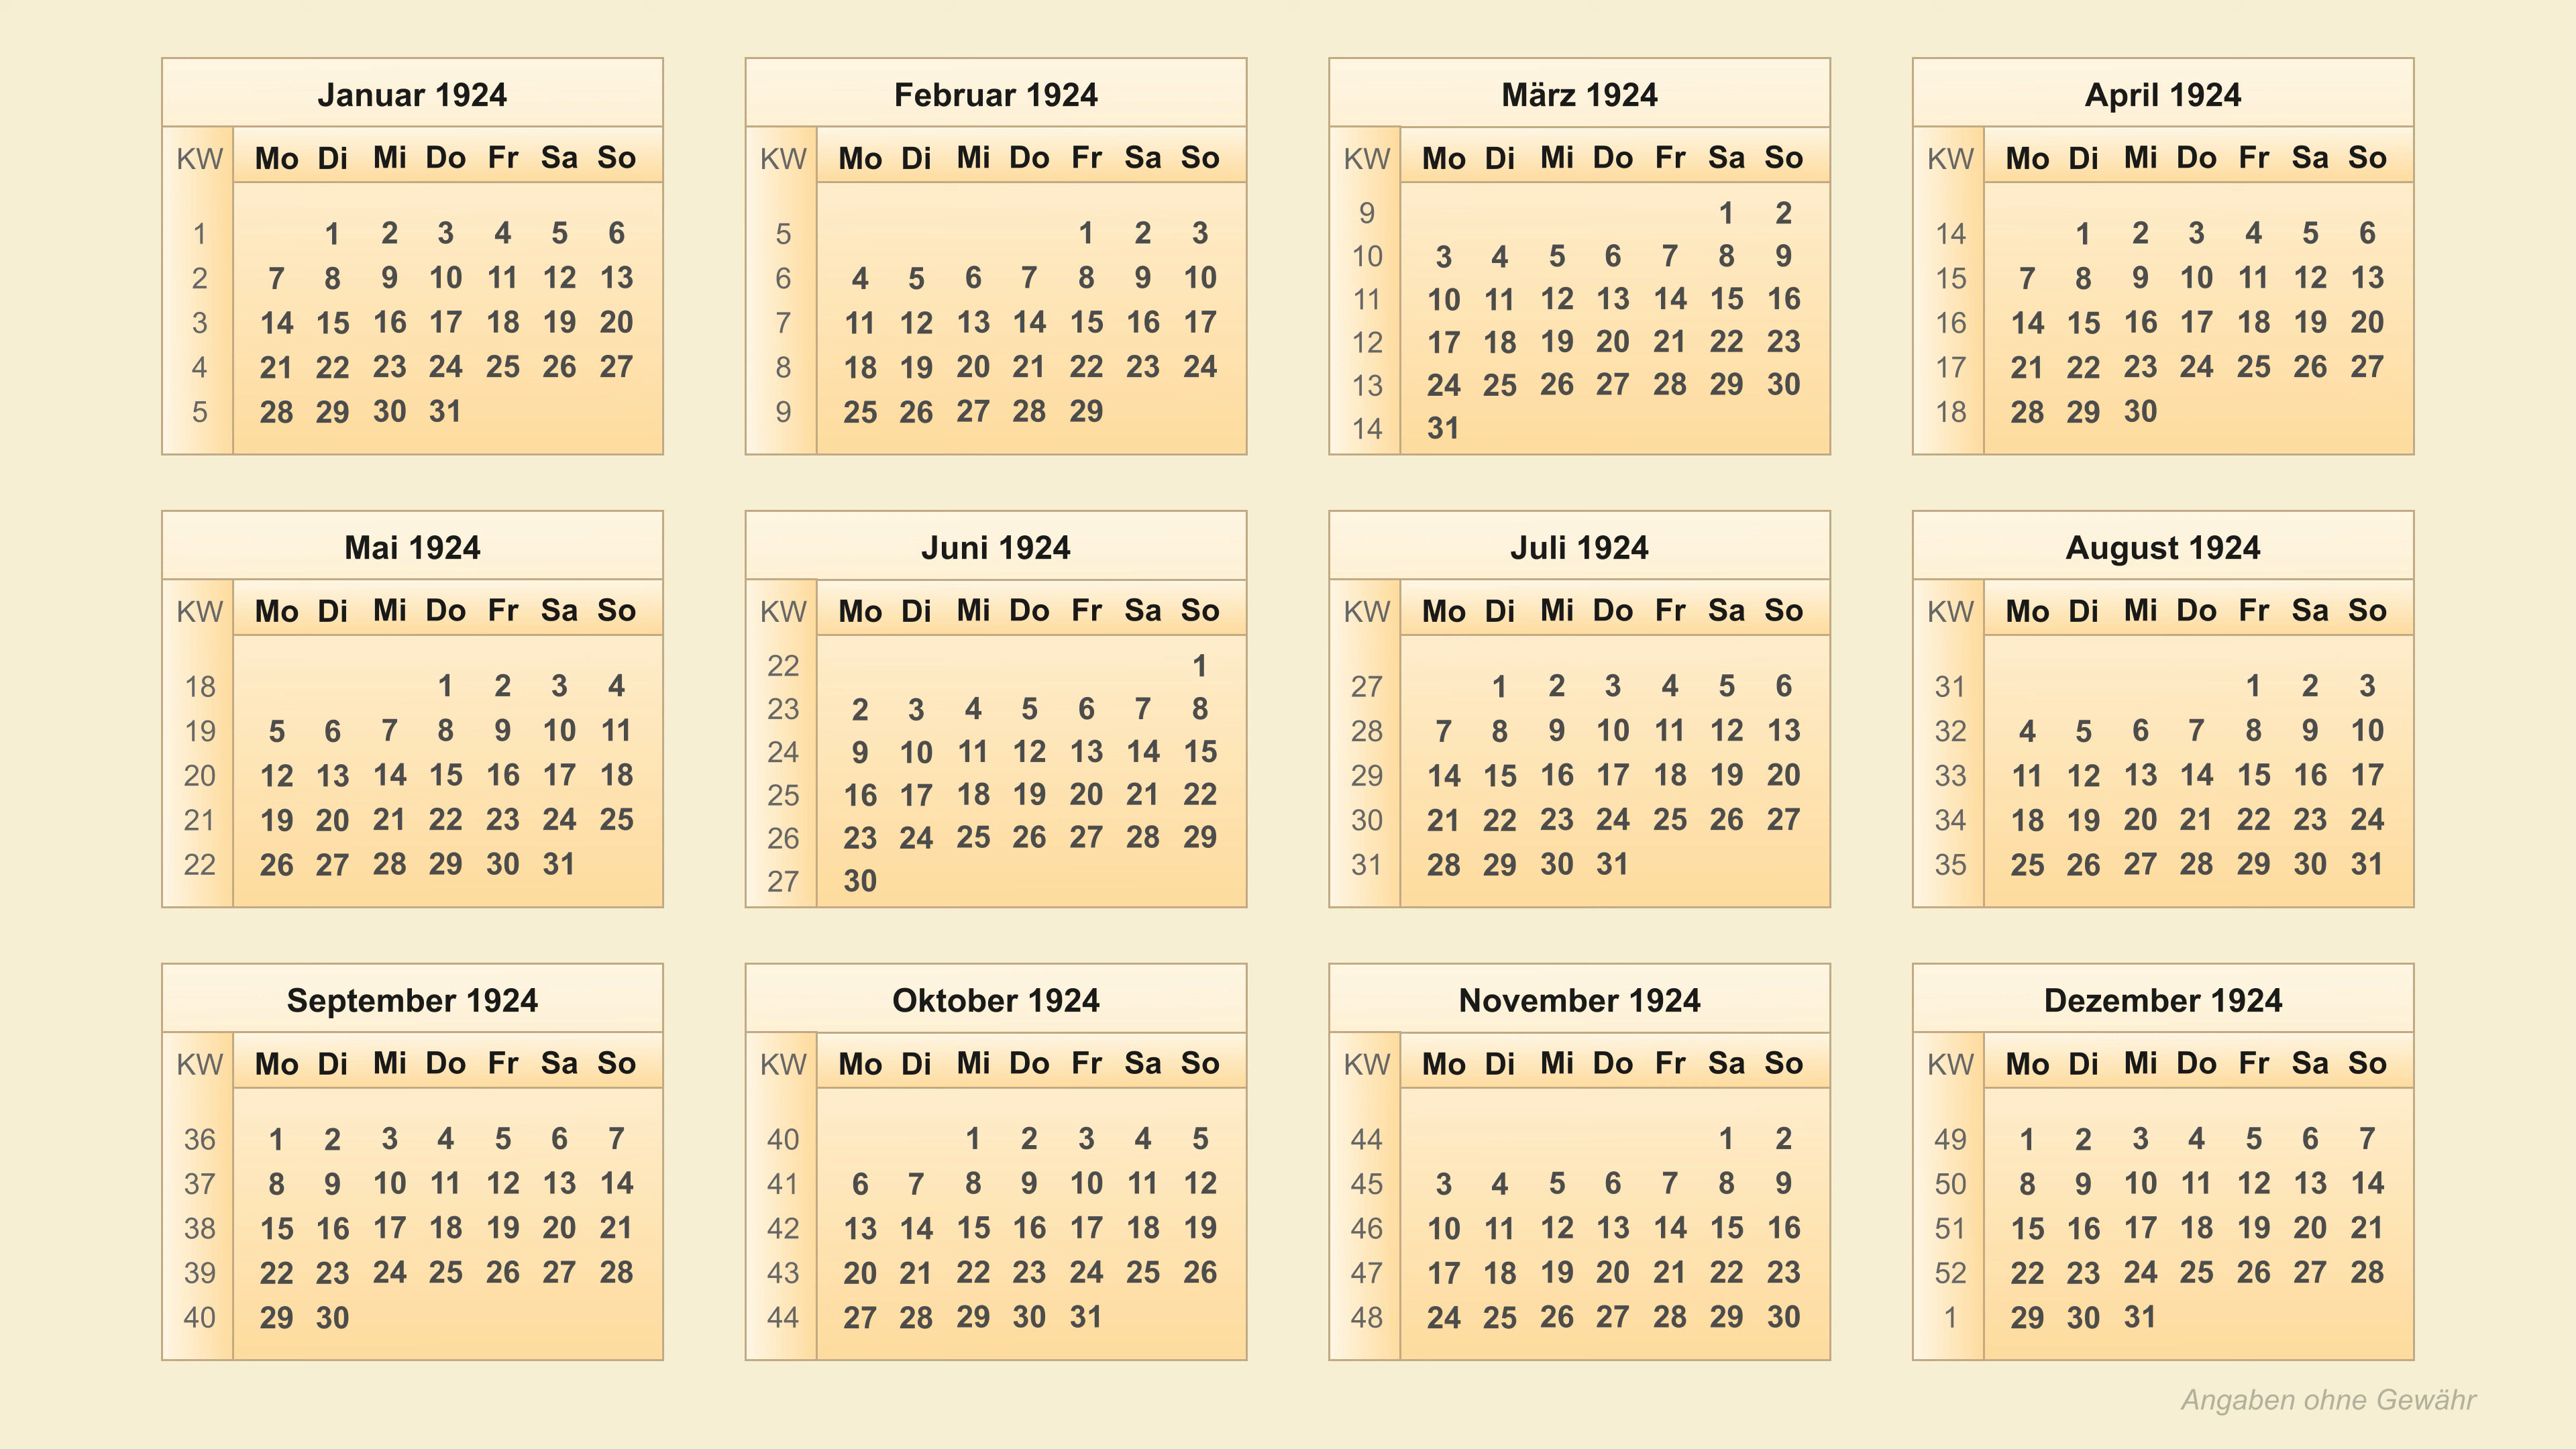 Januar 1924
KW Mo Di Mi Do Fr Sa So
1 1 2 3 4 5 6
2 7 8 9 10 11 12 13
3 14 15 16 17 18 19 20
4 21 22 23 24 25 26 27
5 28 29 30 31
Februar 1924
KW Mo Di Mi Do Fr Sa So
5 1 2 3
6 4 5 6 7 8 9 10
7 11 12 13 14 15 16 17
8 18 19 20 21 22 23 24
9 25 26 27 28 29
März 1924
KW Mo Di Mi Do Fr Sa So
9 1 2
10 3 4 5 6 7 8 9
11 10 11 12 13 14 15 16
12 17 18 19 20 21 22 23
13 24 25 26 27 28 29 30
14 31
April 1924
KW Mo Di Mi Do Fr Sa So
14 1 2 3 4 5 6
15 7 8 9 10 11 12 13
16 14 15 16 17 18 19 20
17 21 22 23 24 25 26 27
18 28 29 30
Mai 1924
KW Mo Di Mi Do Fr Sa So
18 1 2 3 4
19 5 6 7 8 9 10 11
20 12 13 14 15 16 17 18
21 19 20 21 22 23 24 25
22 26 27 28 29 30 31
Juni 1924
KW Mo Di Mi Do Fr Sa So
22 1
23 2 3 4 5 6 7 8
24 9 10 11 12 13 14 15
25 16 17 18 19 20 21 22
26 23 24 25 26 27 28 29
27 30
Juli 1924
KW Mo Di Mi Do Fr Sa So
27 1 2 3 4 5 6
28 7 8 9 10 11 12 13
29 14 15 16 17 18 19 20
30 21 22 23 24 25 26 27
31 28 29 30 31
August 1924
KW Mo Di Mi Do Fr Sa So
31 1 2 3
32 4 5 6 7 8 9 10
33 11 12 13 14 15 16 17
34 18 19 20 21 22 23 24
35 25 26 27 28 29 30 31
September 1924
KW Mo Di Mi Do Fr Sa So
36 1 2 3 4 5 6 7
37 8 9 10 11 12 13 14
38 15 16 17 18 19 20 21
39 22 23 24 25 26 27 28
40 29 30
Oktober 1924
KW Mo Di Mi Do Fr Sa So
40 1 2 3 4 5
41 6 7 8 9 10 11 12
42 13 14 15 16 17 18 19
43 20 21 22 23 24 25 26
44 27 28 29 30 31
November 1924
KW Mo Di Mi Do Fr Sa So
44 1 2
45 3 4 5 6 7 8 9
46 10 11 12 13 14 15 16
47 17 18 19 20 21 22 23
48 24 25 26 27 28 29 30
Dezember 1924
KW Mo Di Mi Do Fr Sa So
49 1 2 3 4 5 6 7
50 8 9 10 11 12 13 14
51 15 16 17 18 19 20 21
52 22 23 24 25 26 27 28
1 29 30 31
Angaben ohne Gewähr